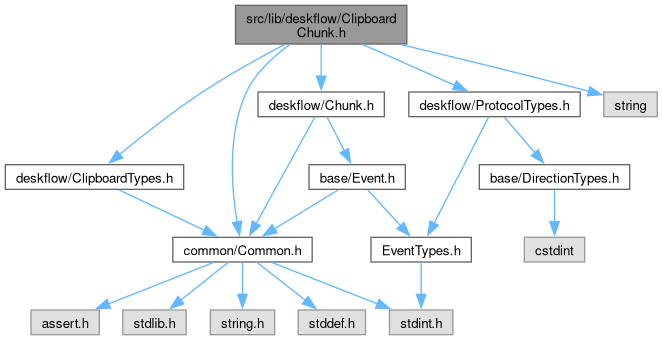 src/lib/deskflow/Clipboard
Chunk.h
deskflow/Chunk.h
deskflow/ProtocolTypes.h
string
deskflow/ClipboardTypes.h
base/Event.h
base/DirectionTypes.h
common/Common.h
EventTypes.h
cstdint
assert.h
stdlib.h
string.h
stddef.h
stdint.h